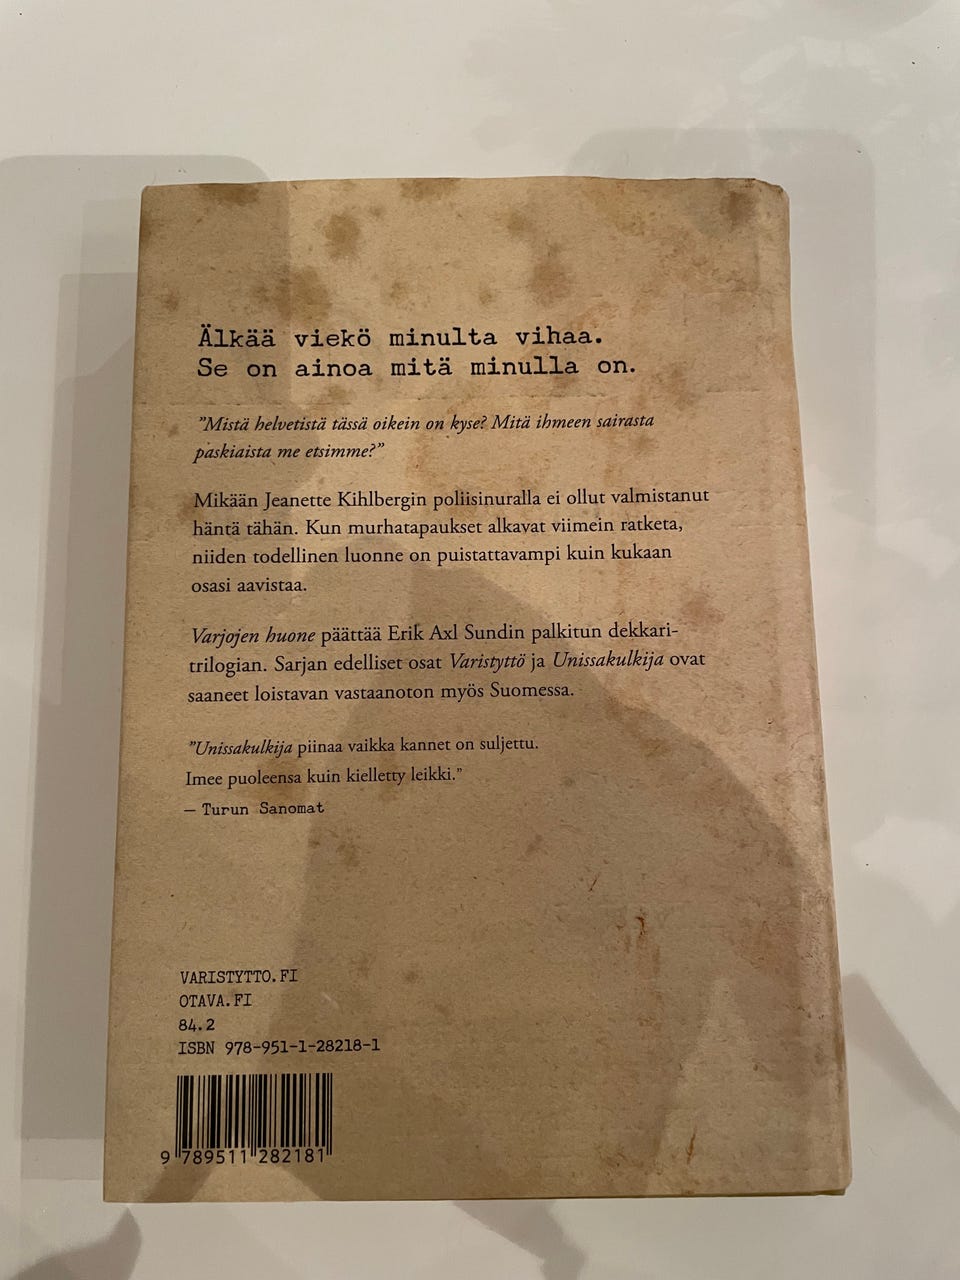 Älkää viekö minulta vihaa.
Se on ainoa mitä minulla on.
”Mistä helvetistä tässä oikein on kyse? Mitä ihmeen sairasta
paskiaista me etsimme?”
Mikään Jeanette Kihlbergin poliisinuralla ei ollut valmistanut
häntä tähän. Kun murhatapaukset alkavat viimein ratketa,
niiden todellinen luonne on puistattavampi kuin kukaan
osasi aavistaa.
Varjojen huone päättää Erik Axl Sundin palkitun dekkari-
trilogian. Sarjan edelliset osat Varistyttö ja Unissakulkija ovat
saaneet loistavan vastaanoton myös Suomessa.
”Unissakulkija piinaa vaikka kannet on suljettu.
Imee puoleensa kuin kielletty leikki.”
— Turun Sanomat
VARISTYTTO.FI
OTAVA.FI
84.2
ISBN 978-951-1-28218-1
9 789511 282181